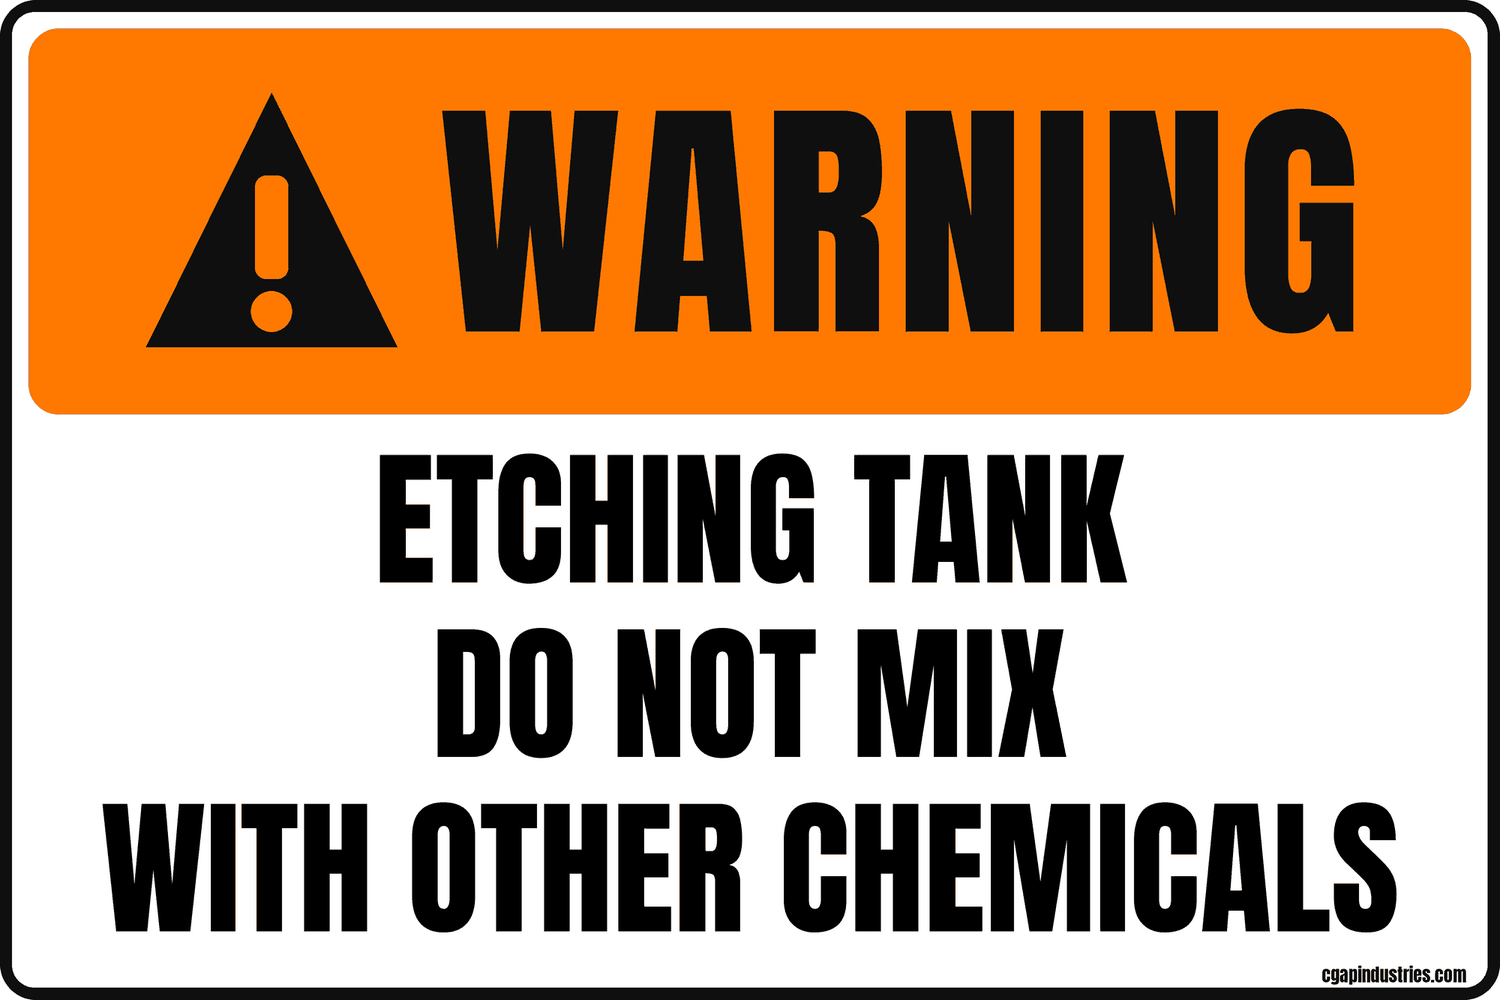 WARNING
ETCHING TANK
DO NOT MIX
WITH OTHER CHEMICALS
cgapindustries.com